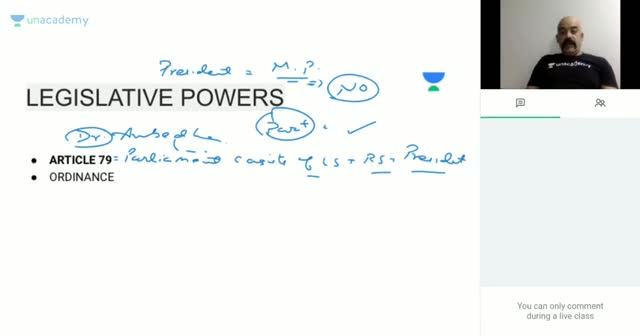 unacademy
President = M.P.
⇒ NO
LEGISLATIVE POWERS
Dr. Ambedkar Part ✓
● ARTICLE 79 = Parliament consists of LS + RS + President
● ORDINANCE
unacademy
You can only comment
during a live class